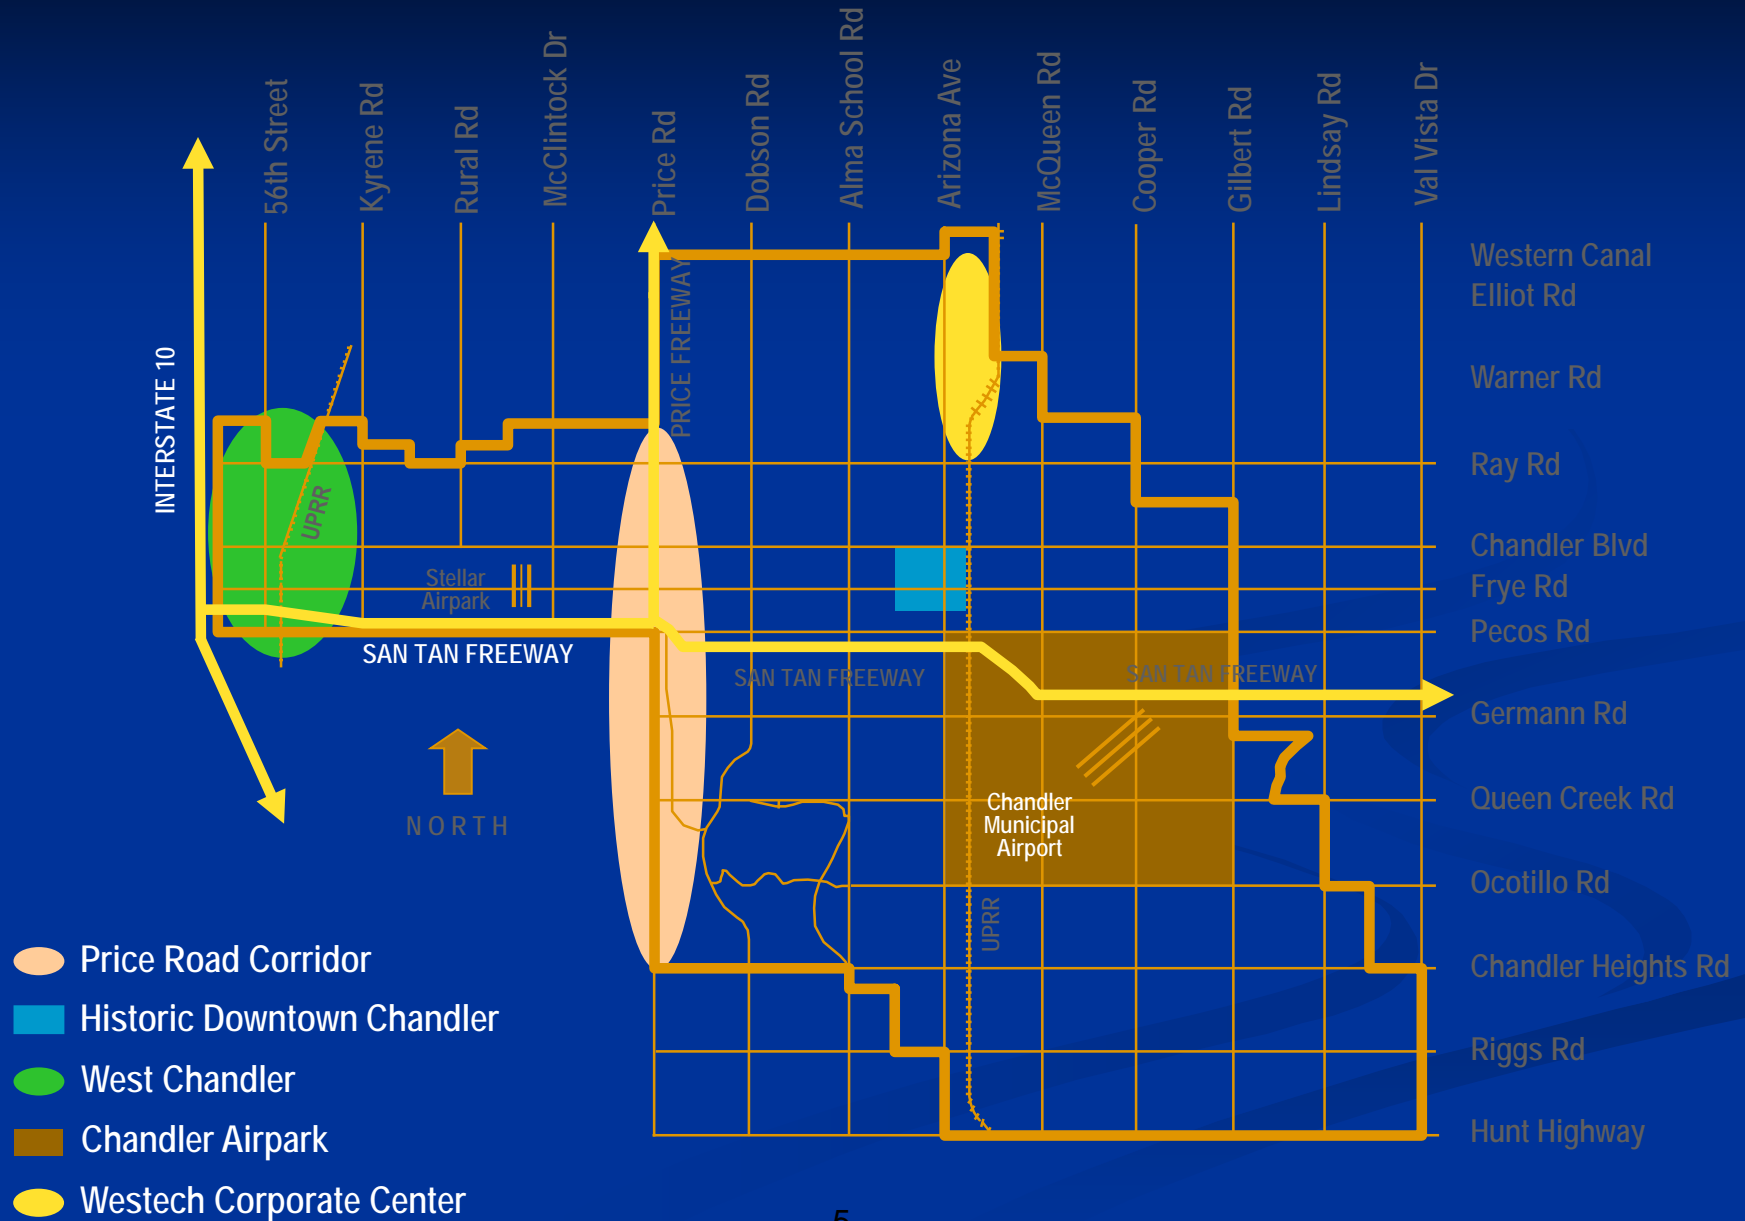 56th Street
Kyrene Rd
Rural Rd
McClintock Dr
Price Rd
Dobson Rd
Alma School Rd
Arizona Ave
McQueen Rd
Cooper Rd
Gilbert Rd
Lindsay Rd
Val Vista Dr
Western Canal
Elliot Rd
Warner Rd
Ray Rd
Chandler Blvd
Frye Rd
Pecos Rd
Germann Rd
Queen Creek Rd
Ocotillo Rd
Chandler Heights Rd
Riggs Rd
Hunt Highway
INTERSTATE 10
PRICE FREEWAY
UPRR
Stellar
Airpark
SAN TAN FREEWAY
SAN TAN FREEWAY
SAN TAN FREEWAY
NORTH
Chandler
Municipal
Airport
UPRR
Price Road Corridor
Historic Downtown Chandler
West Chandler
Chandler Airpark
Westech Corporate Center
5